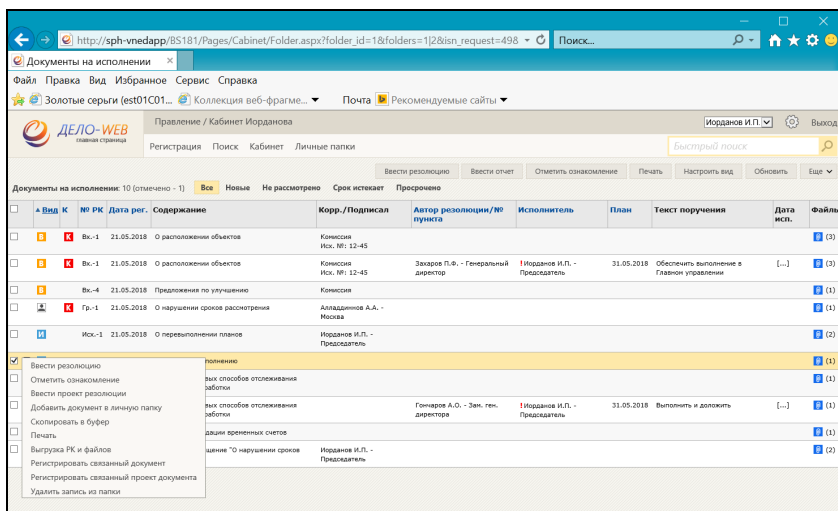 http://sph-vnedapp/BS181/Pages/Cabinet/Folder.aspx?folder_id=1&folders=1|2&isn_request=498
Поиск...
Документы на исполнении ×
Файл Правка Вид Избранное Сервис Справка
Золотые серьги (est01C01... Коллекция веб-фрагме... Почта Рекомендуемые сайты
ДЕЛО-WEB
главная страница
Правление / Кабинет Иорданова
Иорданов И.П.
Выход
Регистрация Поиск Кабинет Личные папки
Быстрый поиск
Ввести резолюцию Ввести отчет Отметить ознакомление Печать Настроить вид Обновить Еще
Документы на исполнении: 10 (отмечено - 1) Все Новые Не рассмотрено Срок истекает Просрочено
Вид К № РК Дата рег. Содержание Корр./Подписал Автор резолюции/№ пункта Исполнитель План Текст поручения Дата исп. Файлы
В К Вх.-1 21.05.2018 О расположении объектов Комиссия (3)
Исх. №: 12-45
В К Вх.-1 21.05.2018 О расположении объектов Комиссия Захаров П.Ф. - Генеральный !Иорданов И.П. - 31.05.2018 Обеспечить выполнение в [...] (3)
Исх. №: 12-45 директор Председатель Главном управлении
В Вх.-4 21.05.2018 Предложения по улучшению Комиссия (1)
К Гр.-1 21.05.2018 О нарушении сроков рассмотрения Алладдинов А.А, - (1)
Москва
И Исх.-1 21.05.2018 О перевыполнении планов Иорданов И.П. - (2)
Председатель
полнению (1)
вых способов отслеживания (1)
работки
вых способов отслеживания Гончаров А.О. - Зам. ген. !Иорданов И.П. - 31.05.2018 Выполнить и доложить [...] (1)
работки директора Председатель
дации временных счетов (1)
щение "О нарушении сроков Иорданов И.П. - (2)
Председатель
Ввести резолюцию
Отметить ознакомление
Ввести проект резолюции
Добавить документ в личную папку
Скопировать в буфер
Печать
Выгрузка РК и файлов
Регистрировать связанный документ
Регистрировать связанный проект документа
Удалить запись из папки